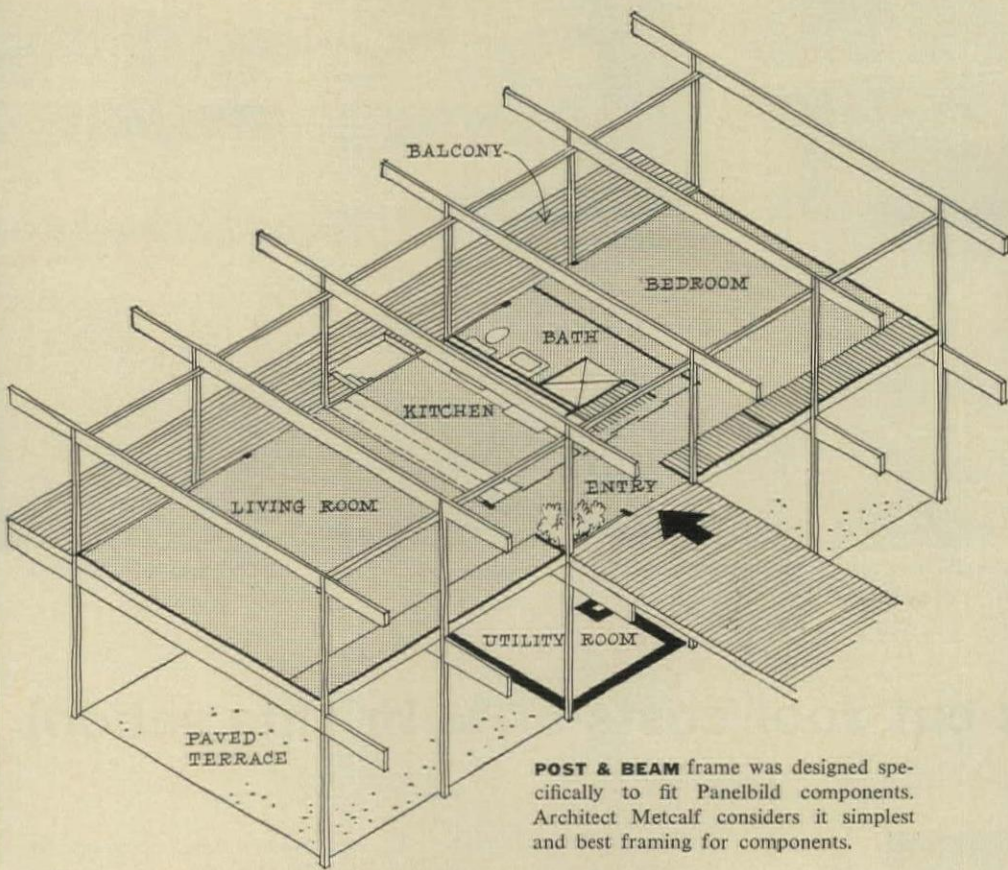 BALCONY
BEDROOM
BATH
KITCHEN
ENTRY
LIVING ROOM
UTILITY ROOM
PAVED
TERRACE
POST & BEAM frame was designed spe-
cifically to fit Panelbild components.
Architect Metcalf considers it simplest
and best framing for components.